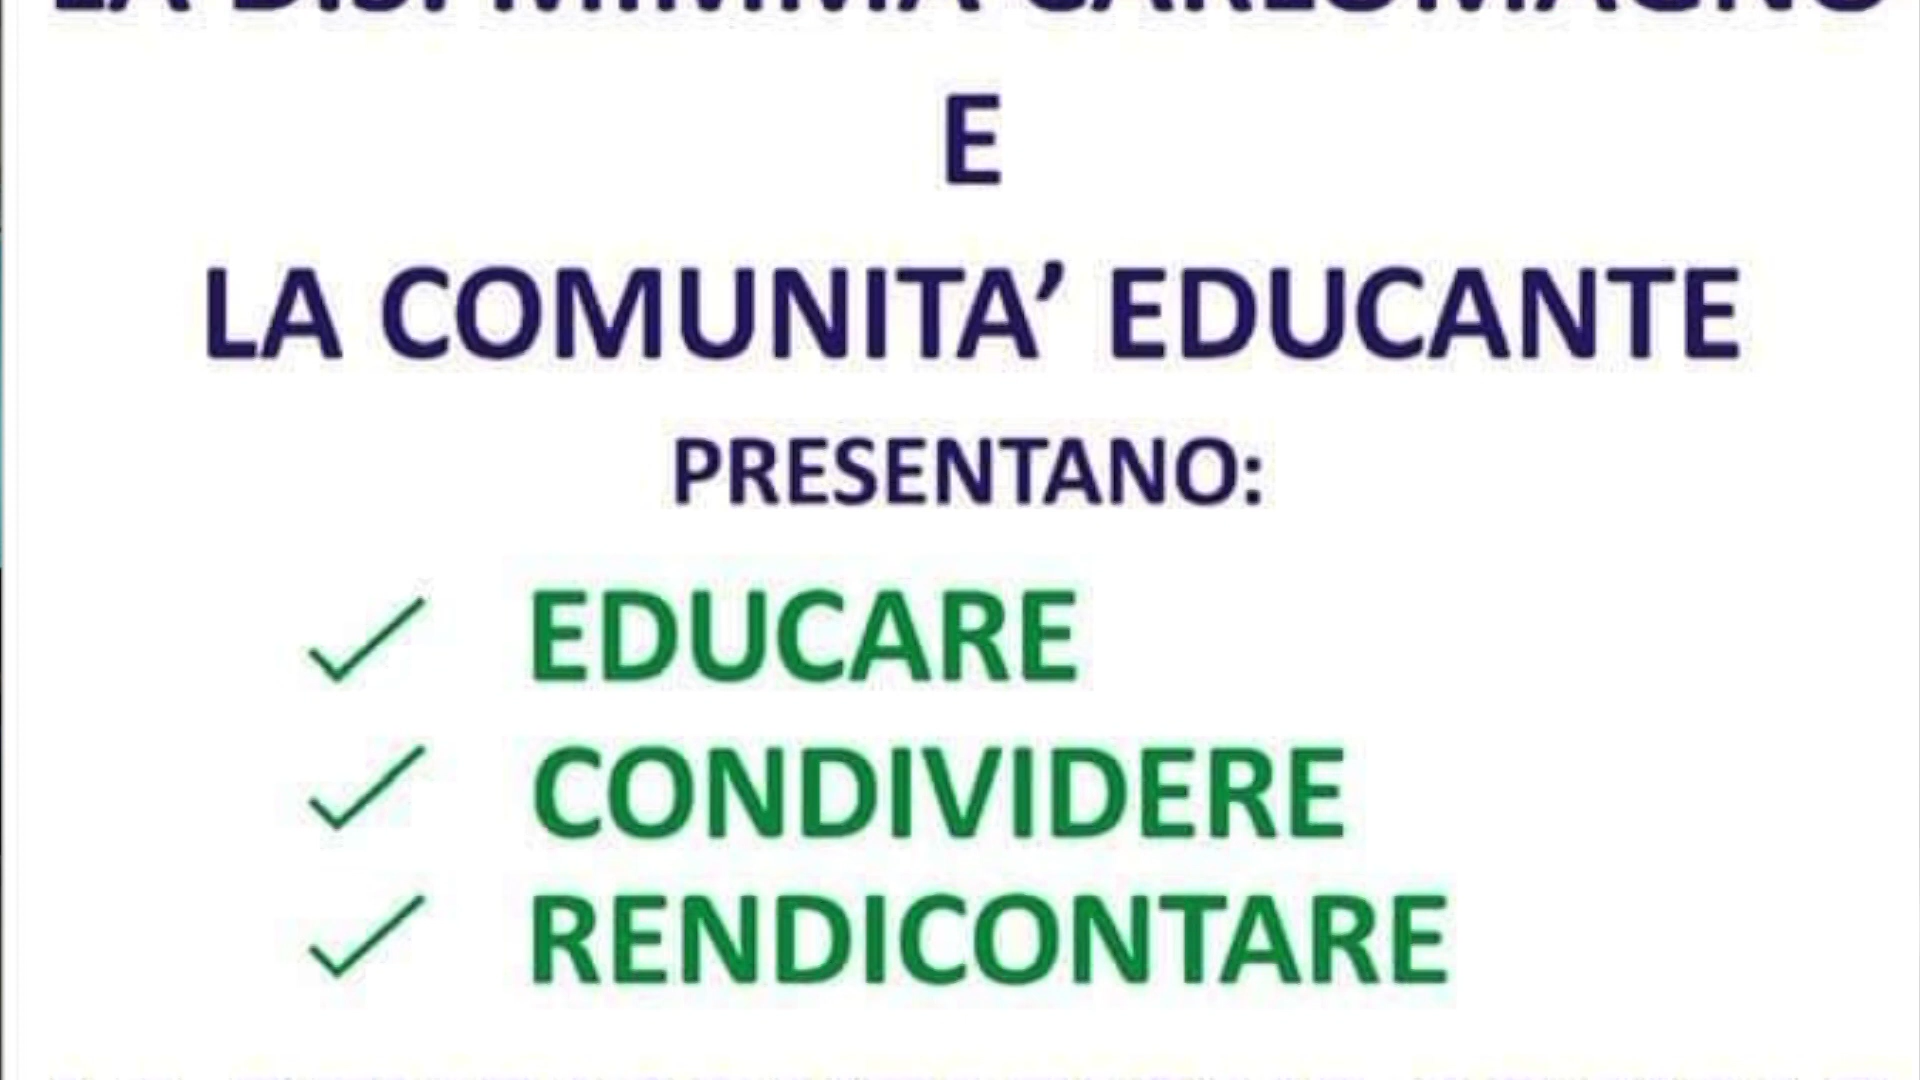 E
LA COMUNITA’ EDUCANTE
PRESENTANO:
EDUCARE
CONDIVIDERE
RENDICONTARE